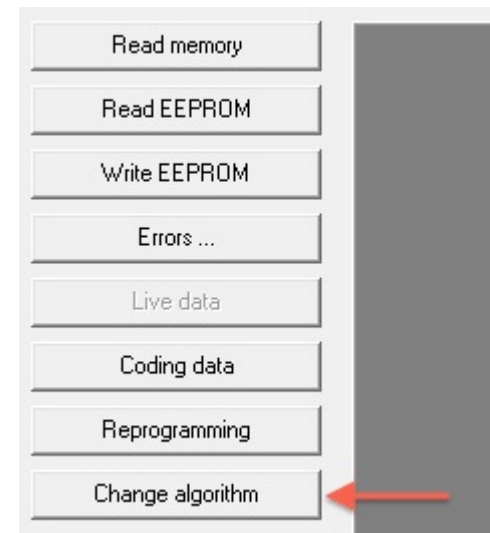 Read memory
Read EEPROM
Write EEPROM
Errors ...
Live data
Coding data
Reprogramming
Change algorithm